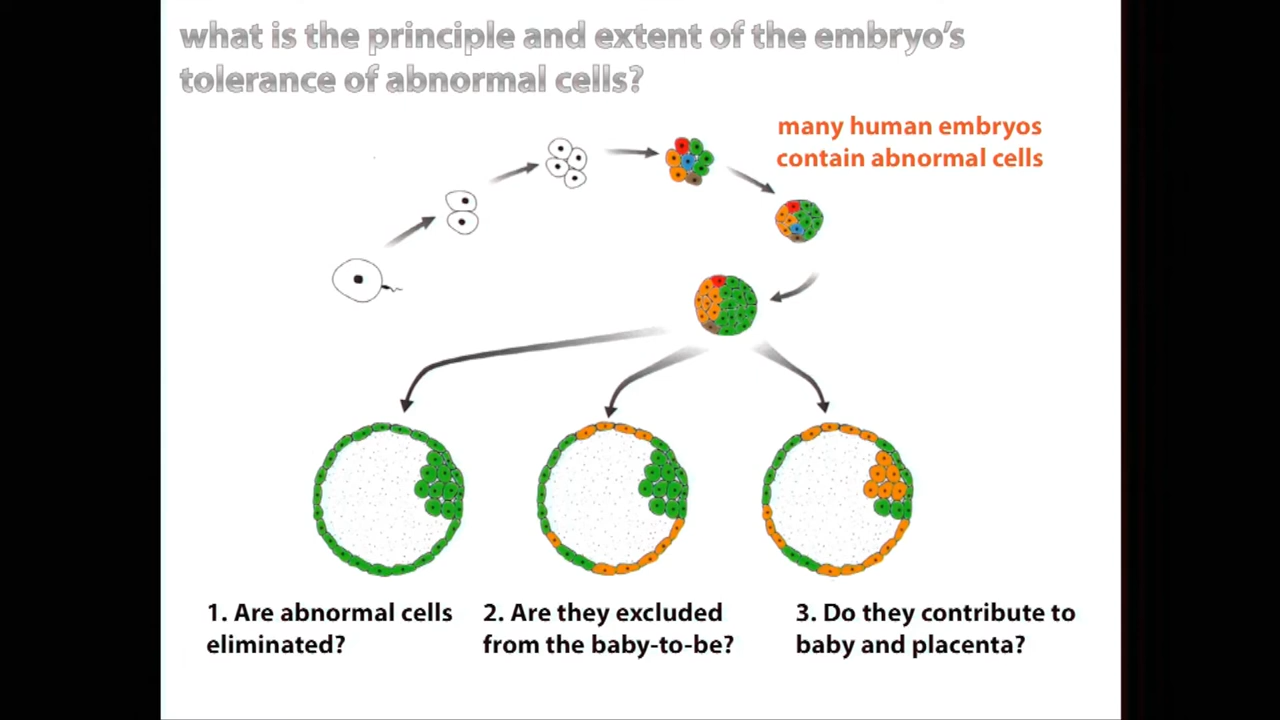 what is the principle and extent of the embryo’s
tolerance of abnormal cells?
many human embryos
contain abnormal cells
1. Are abnormal cells
eliminated?
2. Are they excluded
from the baby-to-be?
3. Do they contribute to
baby and placenta?